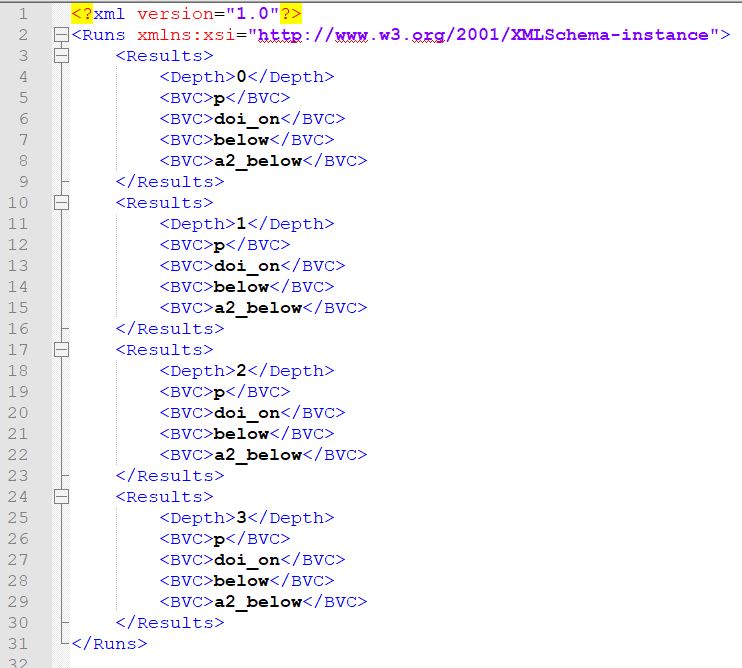 1 <?xml version="1.0"?>
2 <Runs xmlns:xsi="http://www.w3.org/2001/XMLSchema-instance">
3 <Results>
4 <Depth>0</Depth>
5 <BVC>p</BVC>
6 <BVC>doi_on</BVC>
7 <BVC>below</BVC>
8 <BVC>a2_below</BVC>
9 </Results>
10 <Results>
11 <Depth>1</Depth>
12 <BVC>p</BVC>
13 <BVC>doi_on</BVC>
14 <BVC>below</BVC>
15 <BVC>a2_below</BVC>
16 </Results>
17 <Results>
18 <Depth>2</Depth>
19 <BVC>p</BVC>
20 <BVC>doi_on</BVC>
21 <BVC>below</BVC>
22 <BVC>a2_below</BVC>
23 </Results>
24 <Results>
25 <Depth>3</Depth>
26 <BVC>p</BVC>
27 <BVC>doi_on</BVC>
28 <BVC>below</BVC>
29 <BVC>a2_below</BVC>
30 </Results>
31 </Runs>
32